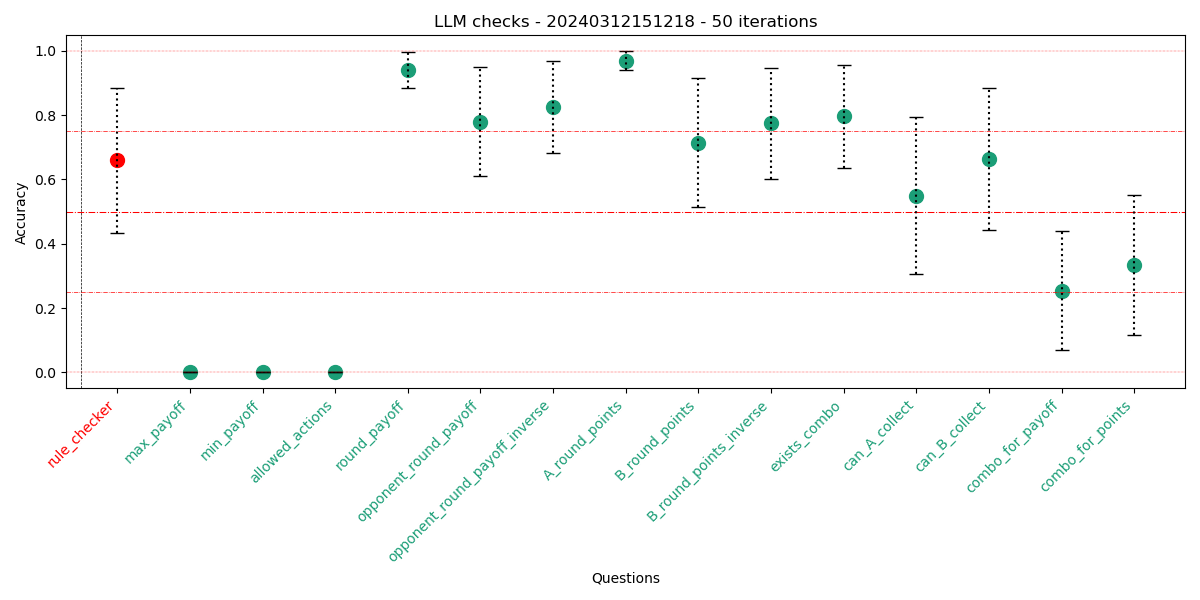 LLM checks - 20240312151218 - 50 iterations
Accuracy
1.0
0.8
0.6
0.4
0.2
0.0
rule_checker
max_payoff
min_payoff
allowed_actions
round_payoff
opponent_round_payoff
opponent_round_payoff_inverse
A_round_points
B_round_points
B_round_points_inverse
exists_combo
can_A_collect
can_B_collect
combo_for_payoff
combo_for_points
Questions